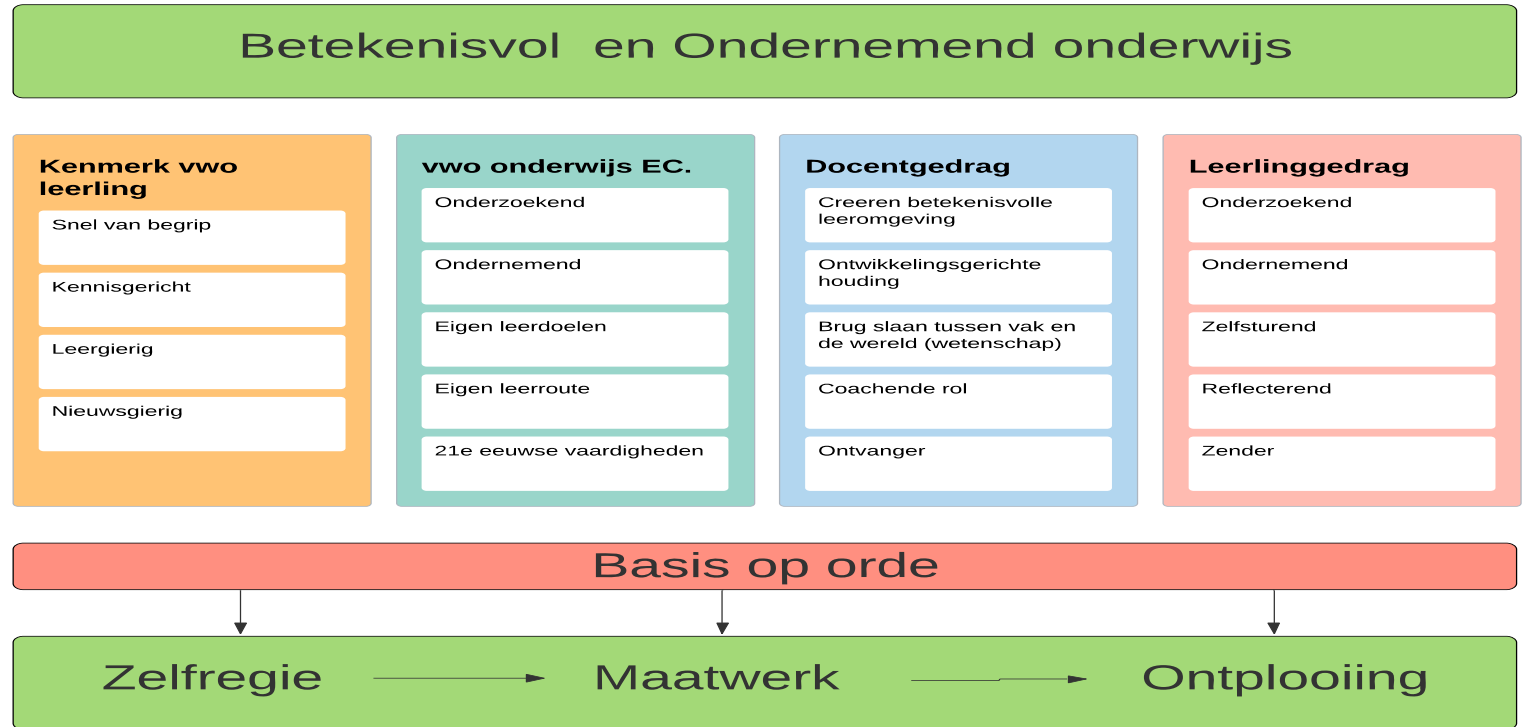 Betekenisvol  en Ondernemend onderwijs
Kenmerk vwo
leerling
Snel van begrip
Kennisgericht
Leergierig
Nieuwsgierig
vwo onderwijs EC.
Onderzoekend
Ondernemend
Eigen leerdoelen
Eigen leerroute
21e eeuwse vaardigheden
Docentgedrag
Creeren betekenisvolle
leeromgeving
Ontwikkelingsgerichte
houding
Brug slaan tussen vak en
de wereld (wetenschap)
Coachende rol
Ontvanger
Leerlinggedrag
Onderzoekend
Ondernemend
Zelfsturend
Reflecterend
Zender
Basis op orde
Zelfregie
Maatwerk
Ontplooiing